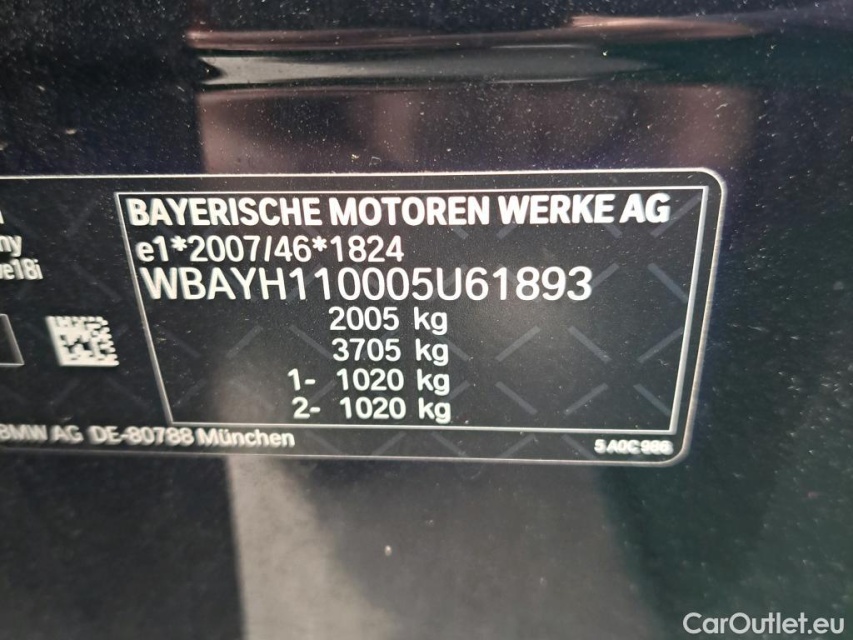 BAYERISCHE MOTOREN WERKE AG
e1*2007/46*1824
WBAYH110005U61893
2005 kg
3705 kg
1- 1020 kg
2- 1020 kg
BMW AG DE-80788 München
5 A0C 986
CarOutlet.eu